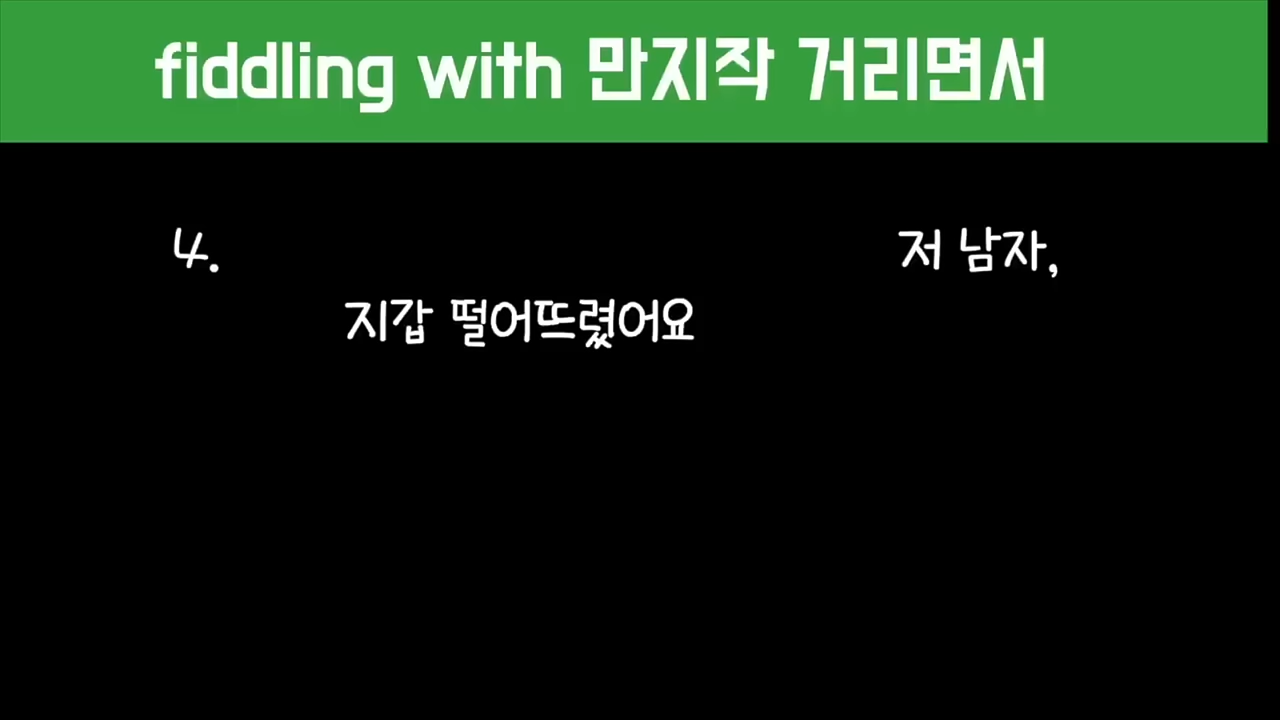 fiddling with 만지작 거리면서
4. 저 남자,
지갑 떨어뜨렸어요